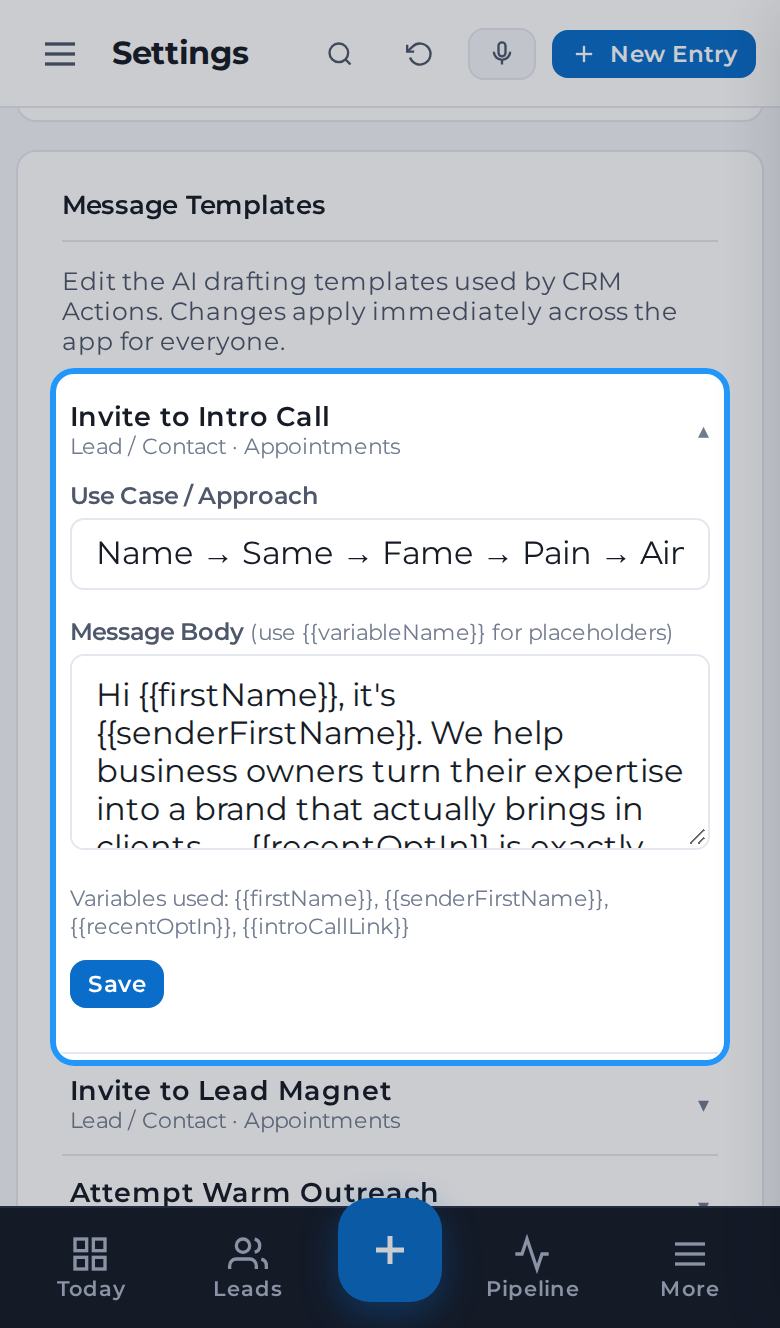 Settings
+ New Entry
Message Templates
Edit the AI drafting templates used by CRM
Actions. Changes apply immediately across the
app for everyone.
Invite to Intro Call
Lead / Contact · Appointments
Use Case / Approach
Name → Same → Fame → Pain →
Message Body (use {{variableName}} for placeholders)
Hi {{firstName}}, it's
{{senderFirstName}}. We help
business owners turn their expertise
into a brand that actually brings in
clients {{recentOptIn}} is exactly
Variables used: {{firstName}}, {{senderFirstName}},
{{recentOptIn}}, {{introCallLink}}
Save
Invite to Lead Magnet
Lead / Contact · Appointments
Attempt Warm Outreach
Today
Leads
+
Pipeline
More